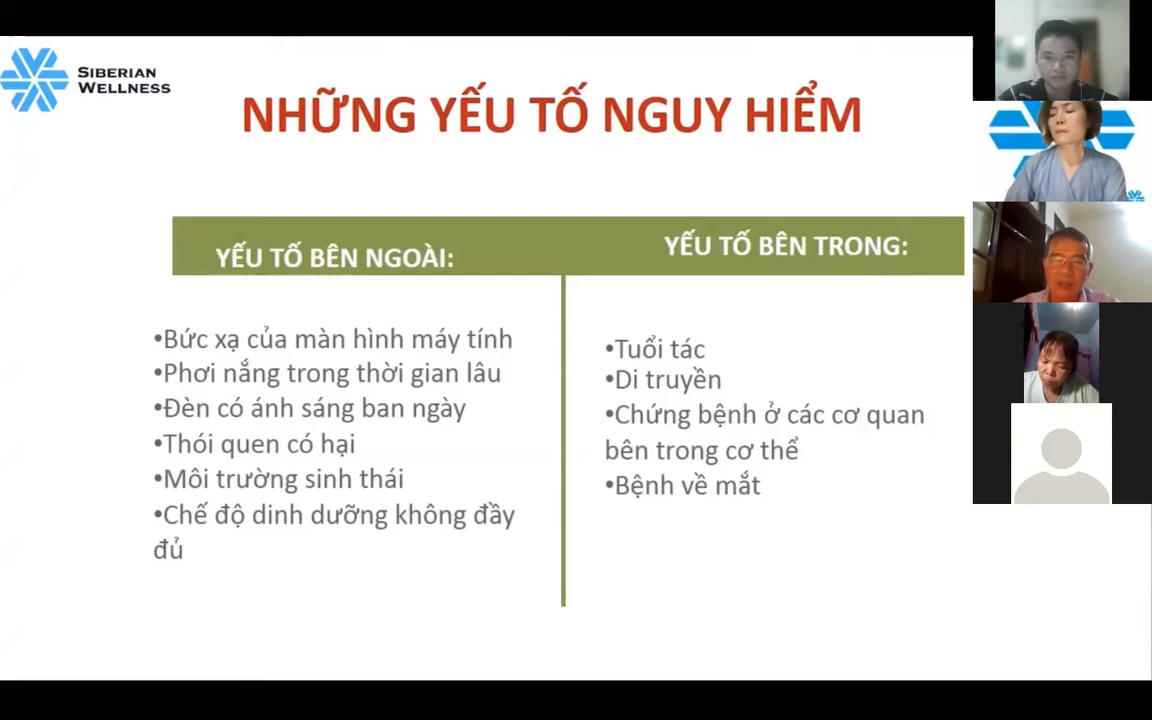 SIBERIAN
WELLNESS
NHỮNG YẾU TỐ NGUY HIỂM
YẾU TỐ BÊN NGOÀI:
•Bức xạ của màn hình máy tính
•Phơi nắng trong thời gian lâu
•Đèn có ánh sáng ban ngày
•Thói quen có hại
•Môi trường sinh thái
•Chế độ dinh dưỡng không đầy
đủ
YẾU TỐ BÊN TRONG:
•Tuổi tác
•Di truyền
•Chứng bệnh ở các cơ quan
bên trong cơ thể
•Bệnh về mắt